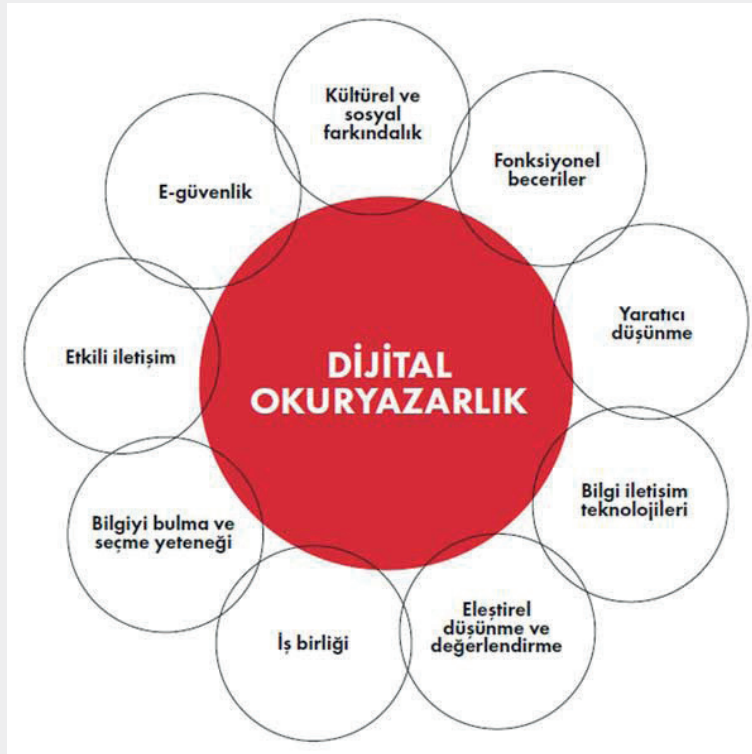 Kültürel ve
sosyal
farkındalık
Fonksiyonel
beceriler
E-güvenlik
Yaratıcı
düşünme
Etkili iletişim
DİJİTAL
OKURYAZARLIK
Bilgi iletişim
teknolojileri
Bilgiyi bulma ve
seçme yeteneği
Eleştirel
düşünme ve
değerlendirme
İş birliği